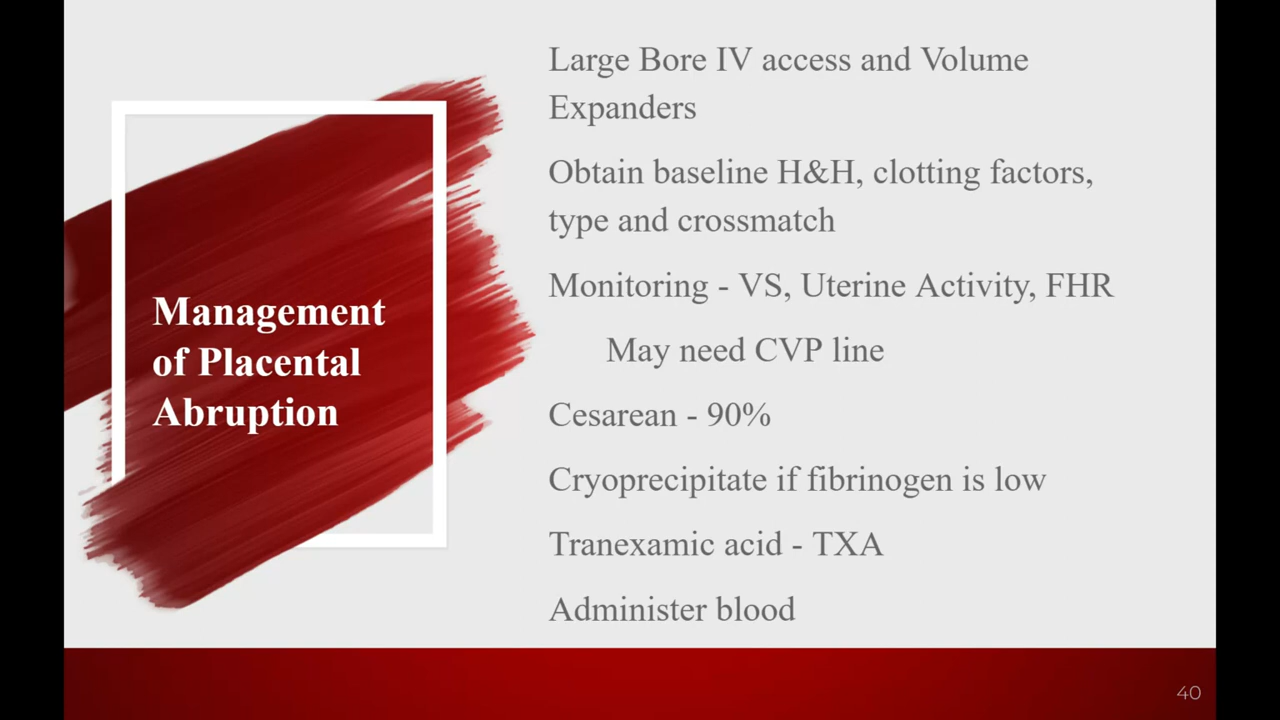 Management
of Placental
Abruption
Large Bore IV access and Volume
Expanders
Obtain baseline H&H, clotting factors,
type and crossmatch
Monitoring - VS, Uterine Activity, FHR
May need CVP line
Cesarean - 90%
Cryoprecipitate if fibrinogen is low
Tranexamic acid - TXA
Administer blood
40